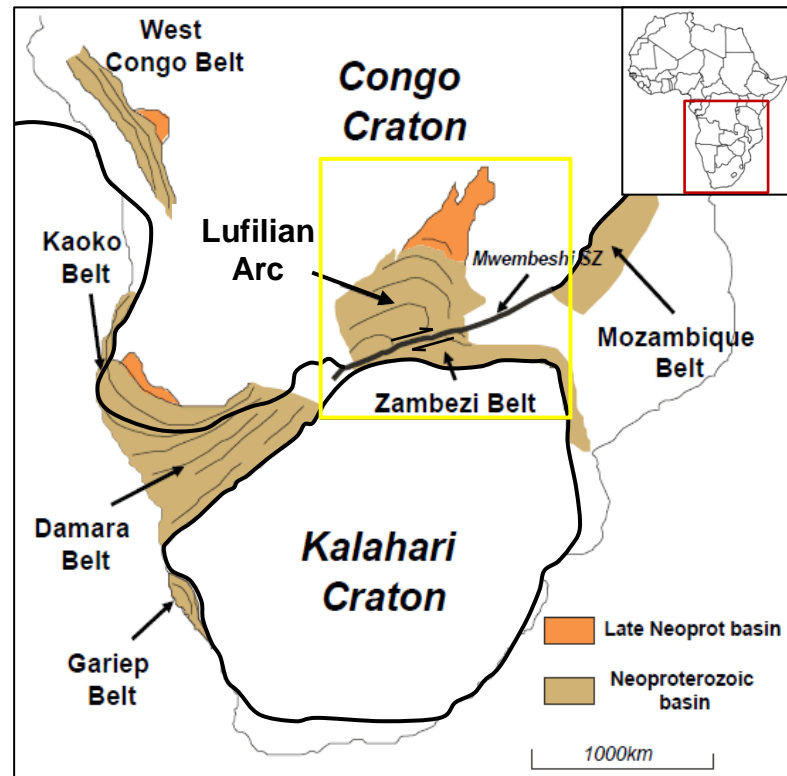 West
Congo Belt
Congo
Craton
Kaoko
Belt
Lufilian
Arc
Mwembeshi SZ
Mozambique
Belt
Zambezi Belt
Damara
Belt
Kalahari
Craton
Gariep
Belt
Late Neoprot basin
Neoproterozoic
basin
1000km